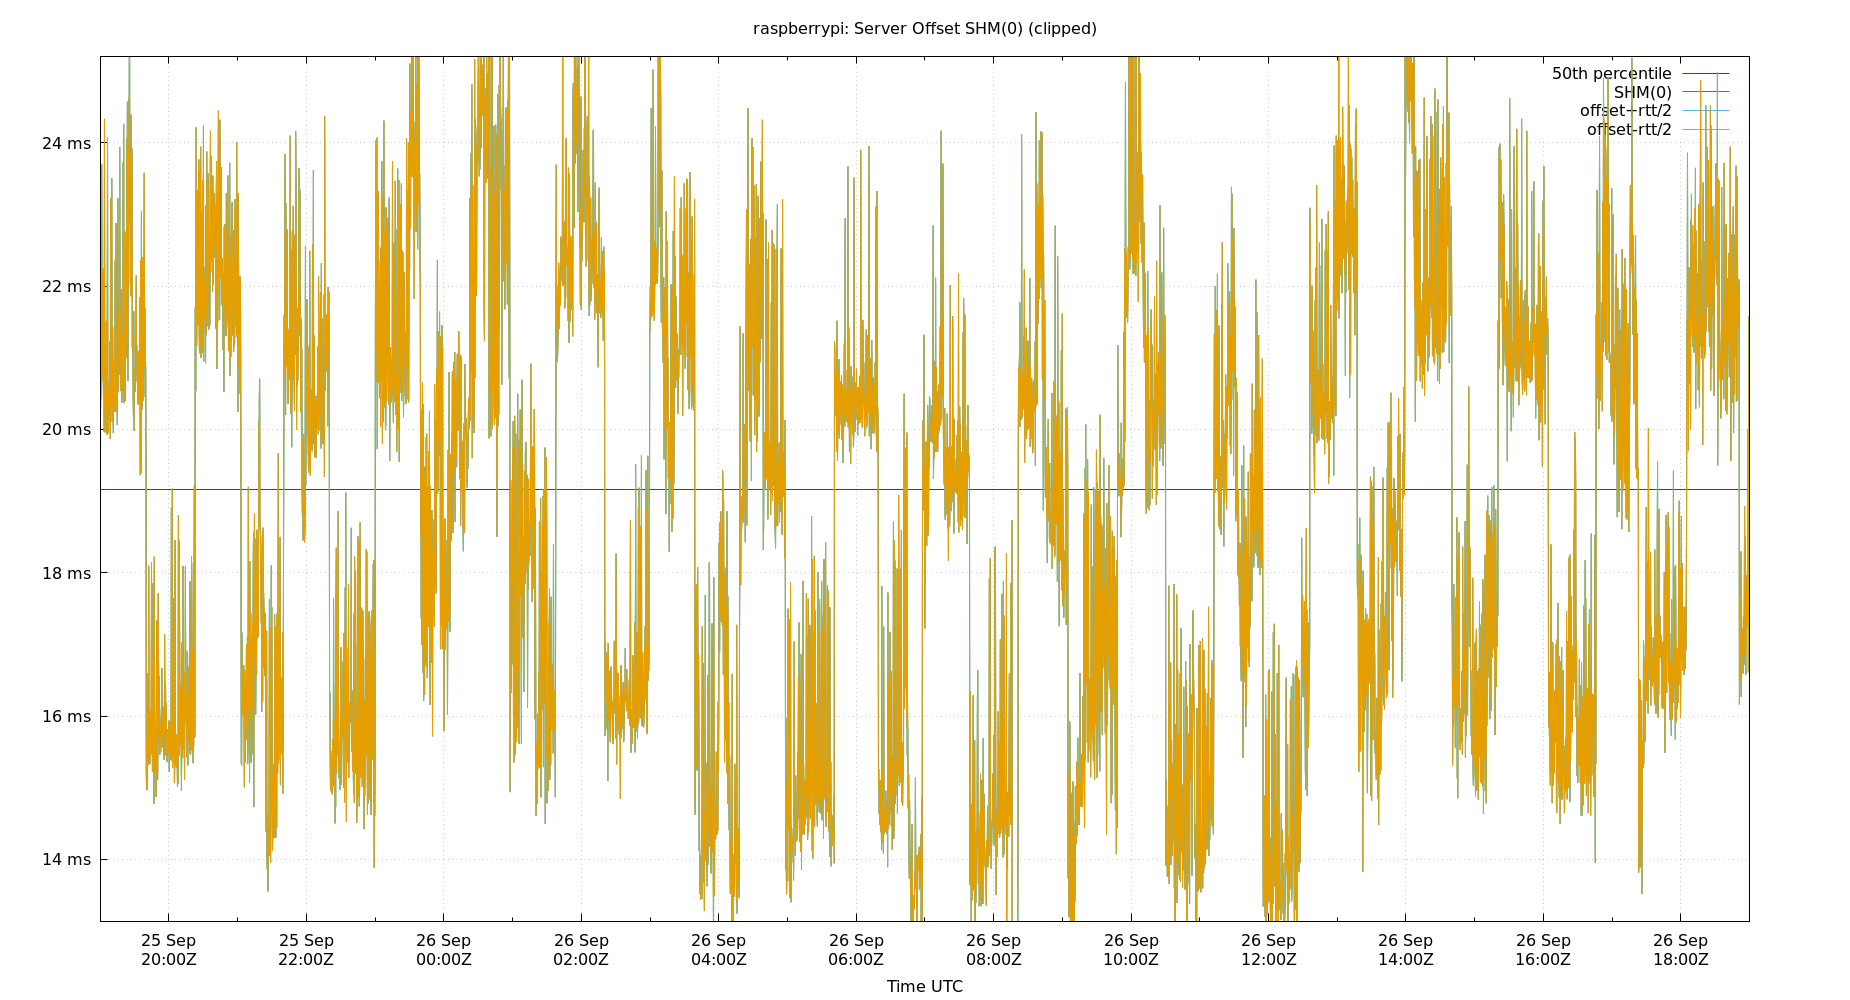 raspberrypi: Server Offset SHM(0) (clipped)
50th percentile
SHM(0)
offset+rtt/2
offset-rtt/2
24 ms
22 ms
20 ms
18 ms
16 ms
14 ms
25 Sep 25 Sep 26 Sep 26 Sep 26 Sep 26 Sep 26 Sep 26 Sep 26 Sep 26 Sep 26 Sep 26 Sep
20:00Z 22:00Z 00:00Z 02:00Z 04:00Z 06:00Z 08:00Z 10:00Z 12:00Z 14:00Z 16:00Z 18:00Z
Time UTC